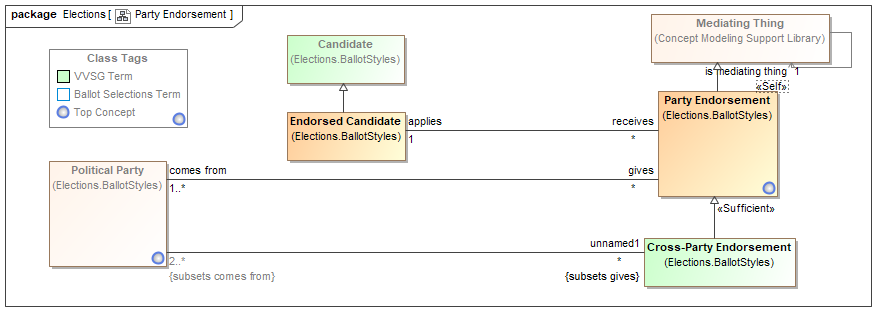 package Elections [ Party Endorsement ]
Class Tags
VVSG Term
Ballot Selections Term
Top Concept
Candidate
(Elections.BallotStyles)
Mediating Thing
(Concept Modeling Support Library)
is mediating thing 1
«Self»
Endorsed Candidate
(Elections.BallotStyles)
applies
1
receives
*
Party Endorsement
(Elections.BallotStyles)
Political Party
(Elections.BallotStyles)
comes from
1..*
gives
*
«Sufficient»
2..*
{subsets comes from}
unnamed1
*
{subsets gives}
Cross-Party Endorsement
(Elections.BallotStyles)